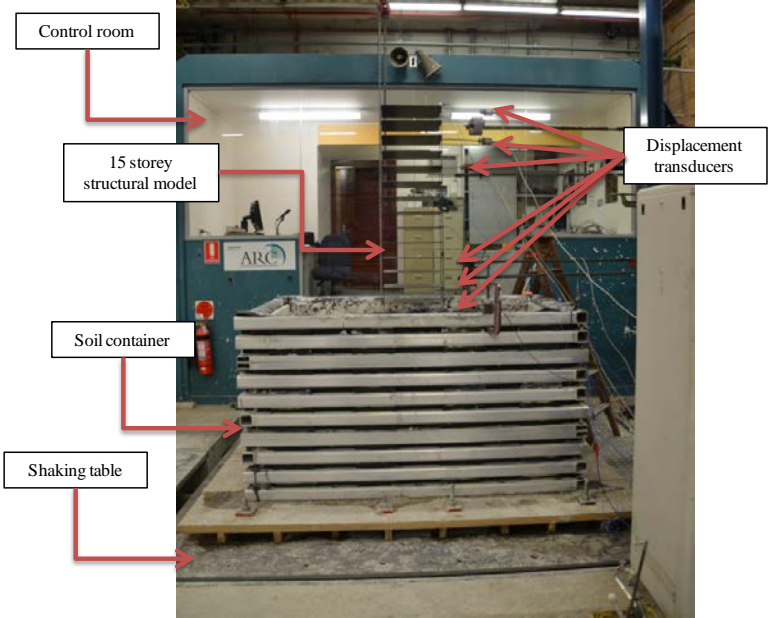 Control room
15 storey
structural model
Displacement
transducers
ARC
Soil container
Shaking table